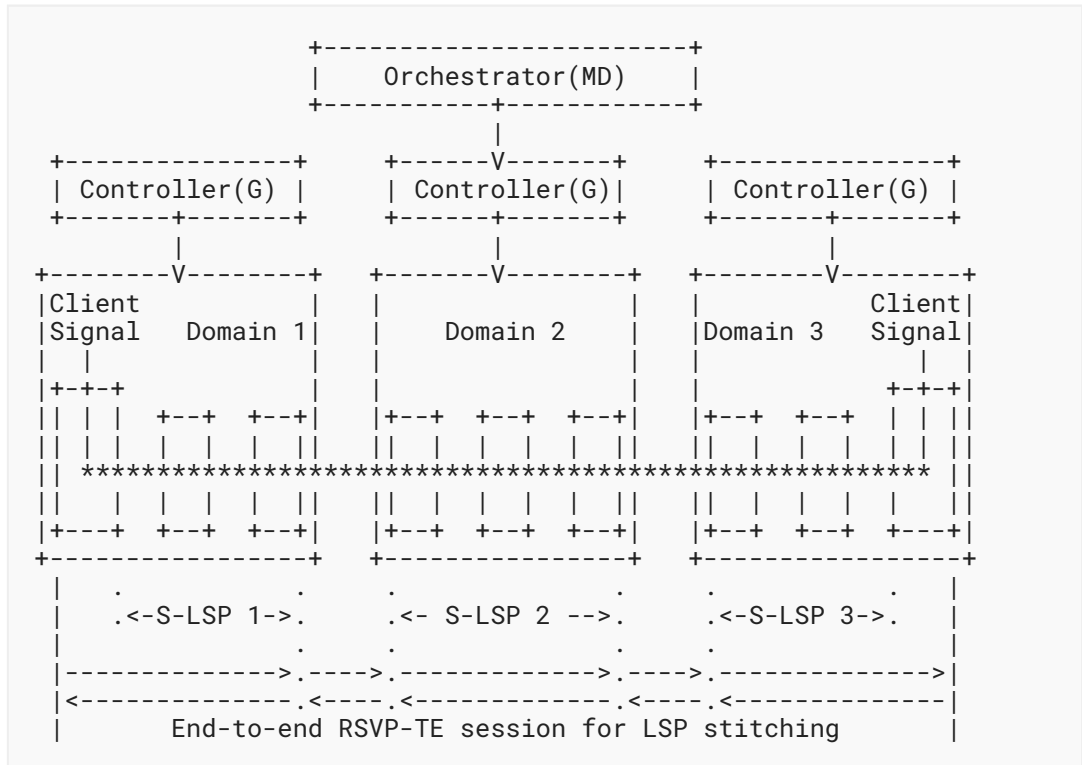 Orchestrator(MD)
Controller(G) Controller(G) Controller(G)
Client Client
Signal Domain 1 Domain 2 Domain 3 Signal
<-S-LSP 1-> <- S-LSP 2 --> <-S-LSP 3->
End-to-end RSVP-TE session for LSP stitching